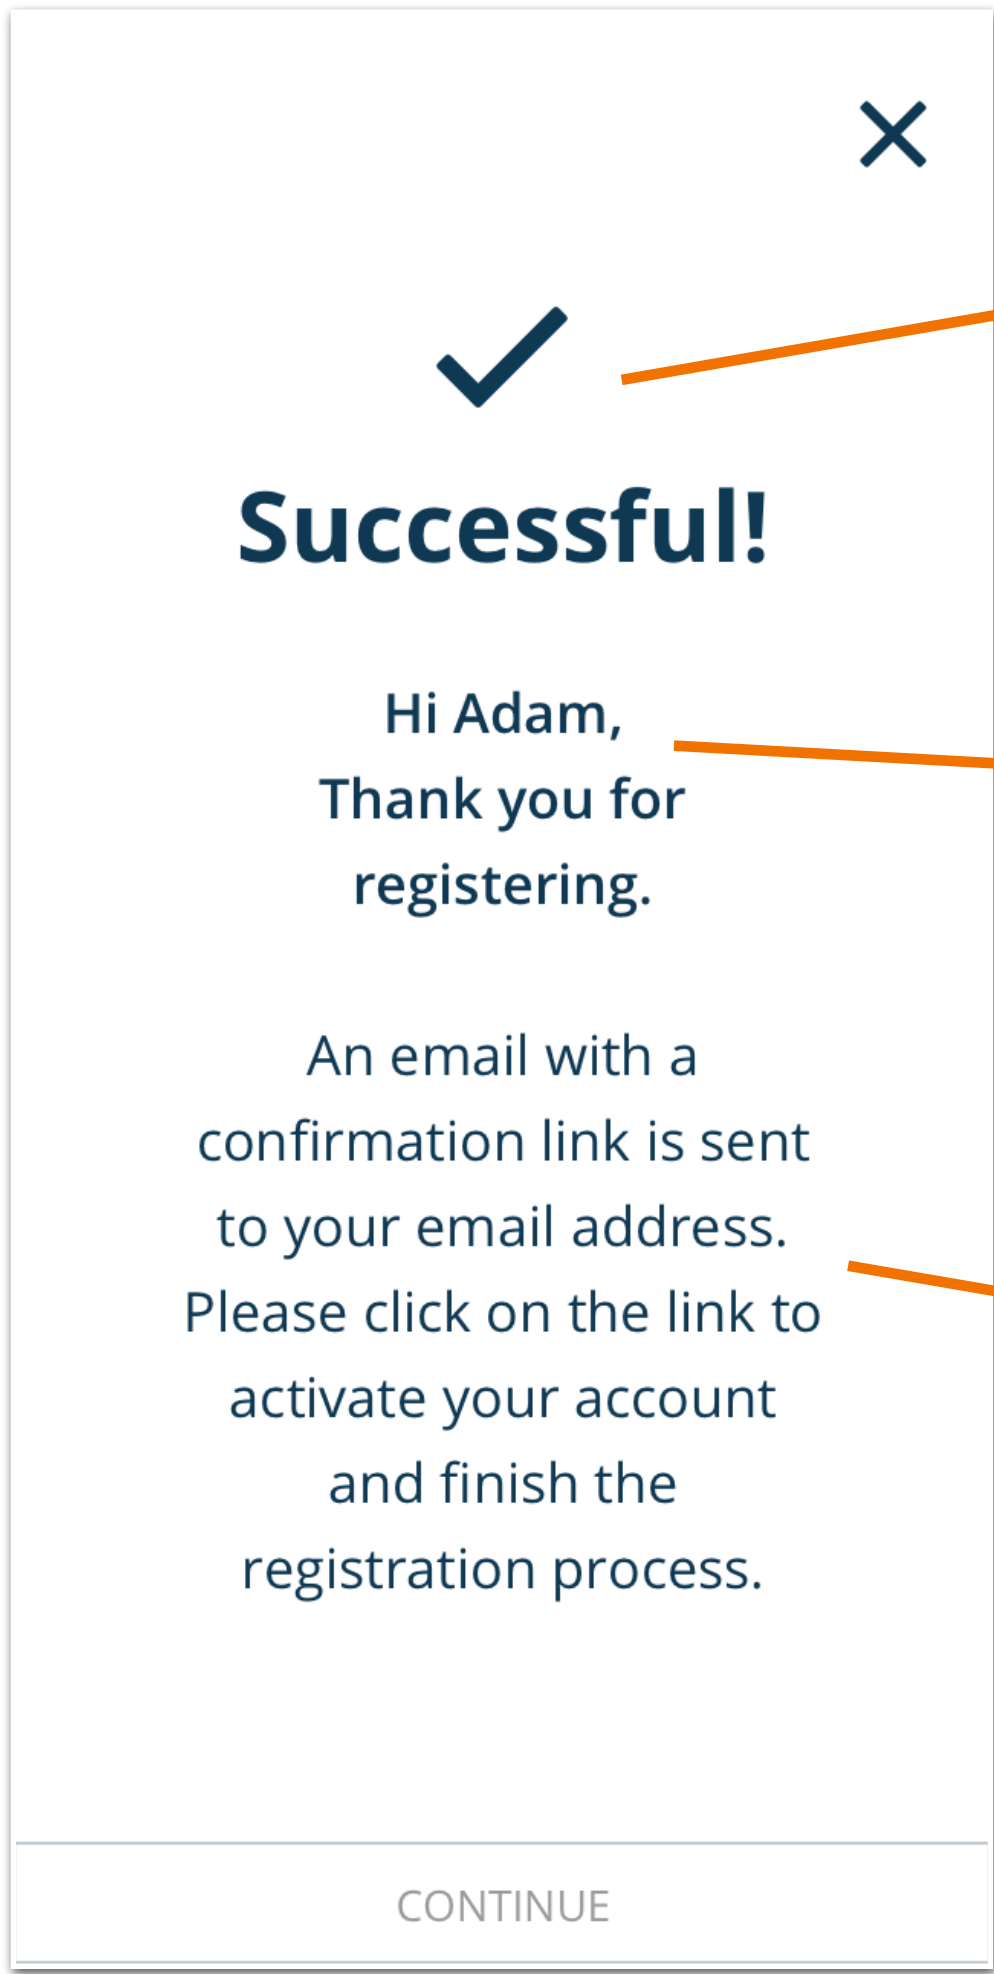 Successful!
Hi Adam,
Thank you for
registering.
An email with a
confirmation link is sent
to your email address.
Please click on the link to
activate your account
and finish the
registration process.
CONTINUE